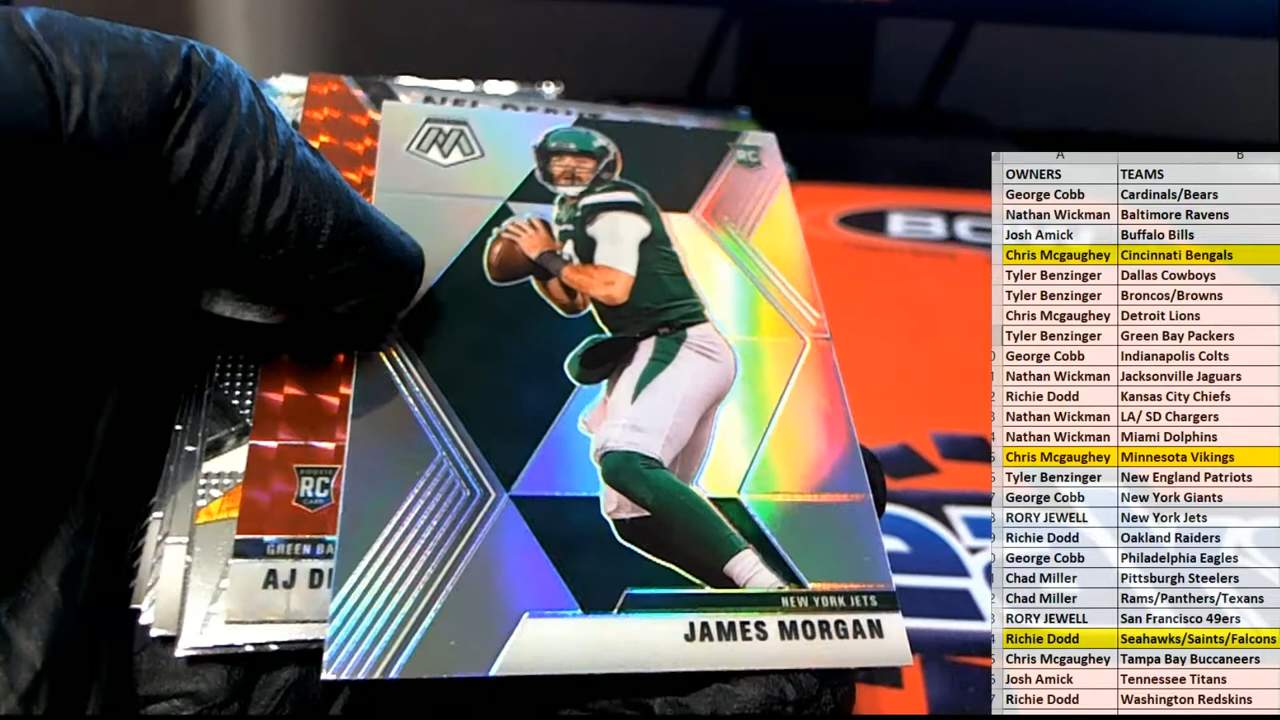 NFL DEBUT
RC
ROOKIE
RC
CARD
GREEN BA
AJ DI
NEW YORK JETS
JAMES MORGAN
BC
A B
OWNERS TEAMS
George Cobb Cardinals/Bears
Nathan Wickman Baltimore Ravens
Josh Amick Buffalo Bills
Chris Mcgaughey Cincinnati Bengals
Tyler Benzinger Dallas Cowboys
Tyler Benzinger Broncos/Browns
Chris Mcgaughey Detroit Lions
Tyler Benzinger Green Bay Packers
George Cobb Indianapolis Colts
Nathan Wickman Jacksonville Jaguars
Richie Dodd Kansas City Chiefs
Nathan Wickman LA/ SD Chargers
Nathan Wickman Miami Dolphins
Chris Mcgaughey Minnesota Vikings
Tyler Benzinger New England Patriots
George Cobb New York Giants
RORY JEWELL New York Jets
Richie Dodd Oakland Raiders
George Cobb Philadelphia Eagles
Chad Miller Pittsburgh Steelers
Chad Miller Rams/Panthers/Texans
RORY JEWELL San Francisco 49ers
Richie Dodd Seahawks/Saints/Falcons
Chris Mcgaughey Tampa Bay Buccaneers
Josh Amick Tennessee Titans
Richie Dodd Washington Redskins